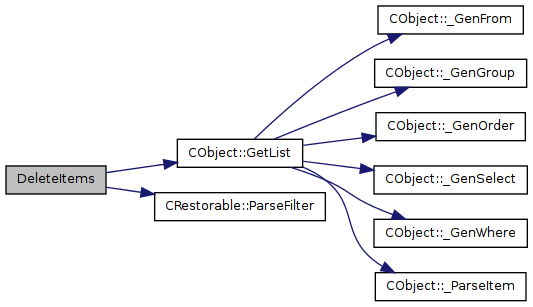 DeleteItems
CObject::GetList
CRestorable::ParseFilter
CObject::_GenFrom
CObject::_GenGroup
CObject::_GenOrder
CObject::_GenSelect
CObject::_GenWhere
CObject::_ParseItem